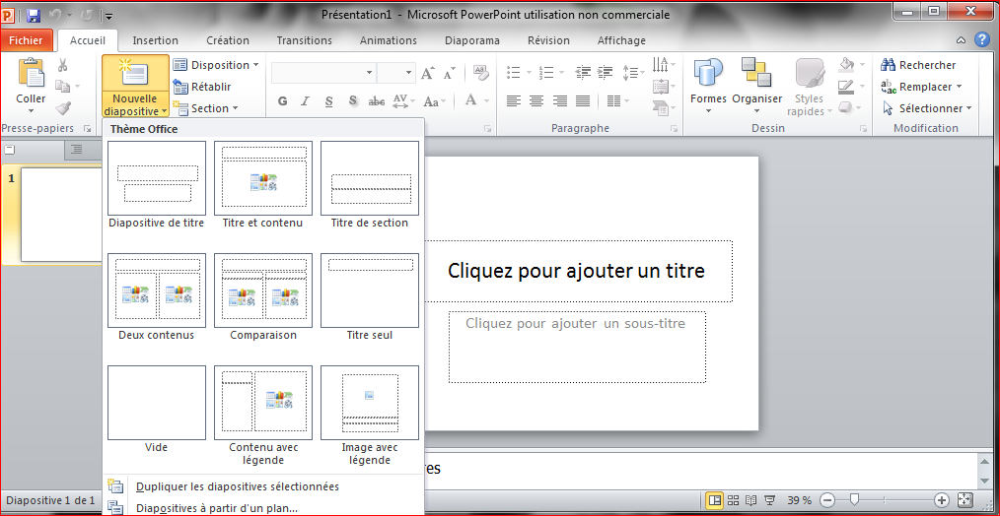 Présentation1 - Microsoft PowerPoint utilisation non commerciale
Fichier Accueil Insertion Création Transitions Animations Diaporama Révision Affichage
Coller
Presse-papiers
Nouvelle
diapositive
Disposition
Rétablir
Section
G I S S abc AV Aa A
Paragraphe
Formes Organiser Styles
rapides
Dessin
Rechercher
Remplacer
Sélectionner
Modification
Thème Office
Diapositive de titre Titre et contenu Titre de section
Deux contenus Comparaison Titre seul
Vide Contenu avec
légende
Image avec
légende
Dupliquer les diapositives sélectionnées
Diapositives à partir d'un plan...
1
Cliquez pour ajouter un titre
Cliquez pour ajouter un sous-titre
res
Diapositive 1 de 1
39 %